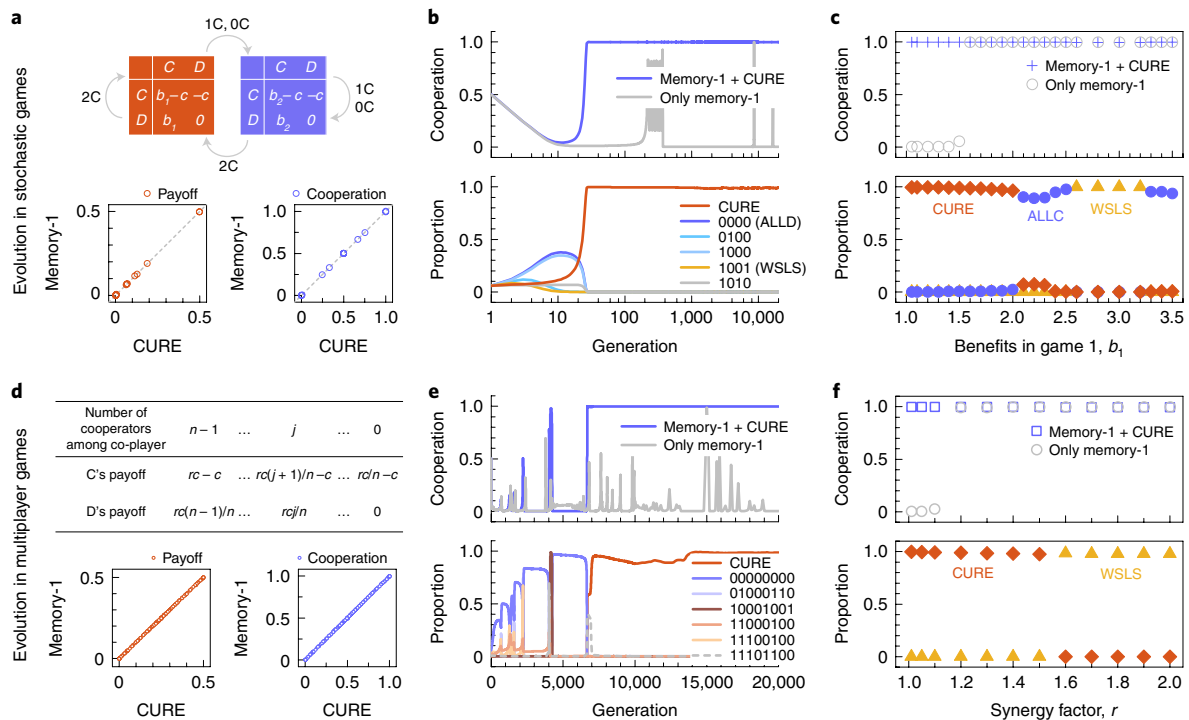 a
Evolution in stochastic games
1C, 0C
C D
C b₁–c –c
D b₁ 0
C D
C b₂–c –c
D b₂ 0
2C
1C
0C
2C
Payoff
Memory-1
0.5
0
0 0.5
CURE
Cooperation
Memory-1
1.0
0.5
0
0 0.5 1.0
CURE
b
Cooperation
1.0
0.5
0
Memory-1 + CURE
Only memory-1
Proportion
1.0
0.5
0
CURE
0000 (ALLD)
0100
1000
1001 (WSLS)
1010
1 10 100 1,000 10,000
Generation
c
Cooperation
1.0
0.5
0
Memory-1 + CURE
Only memory-1
Proportion
1.0
0.5
0
CURE
ALLC
WSLS
1.0 1.5 2.0 2.5 3.0 3.5
Benefits in game 1, b₁
d
Evolution in multiplayer games
Number of
cooperators
among co-player
n – 1 ... j ... 0
C's payoff rc – c ... rc(j + 1)/n – c ... rc/n – c
D's payoff rc(n – 1)/n ... rcj/n ... 0
Payoff
Memory-1
0.5
0
0 0.5
CURE
Cooperation
Memory-1
1.0
0.5
0
0 0.5 1.0
CURE
e
Cooperation
1.0
0.5
0
Memory-1 + CURE
Only memory-1
Proportion
1.0
0.5
0
CURE
00000000
01000110
10001001
11000100
11100100
11101100
0 5,000 10,000 15,000 20,000
Generation
f
Cooperation
1.0
0.5
0
Memory-1 + CURE
Only memory-1
Proportion
1.0
0.5
0
CURE
WSLS
1.0 1.2 1.4 1.6 1.8 2.0
Synergy factor, r